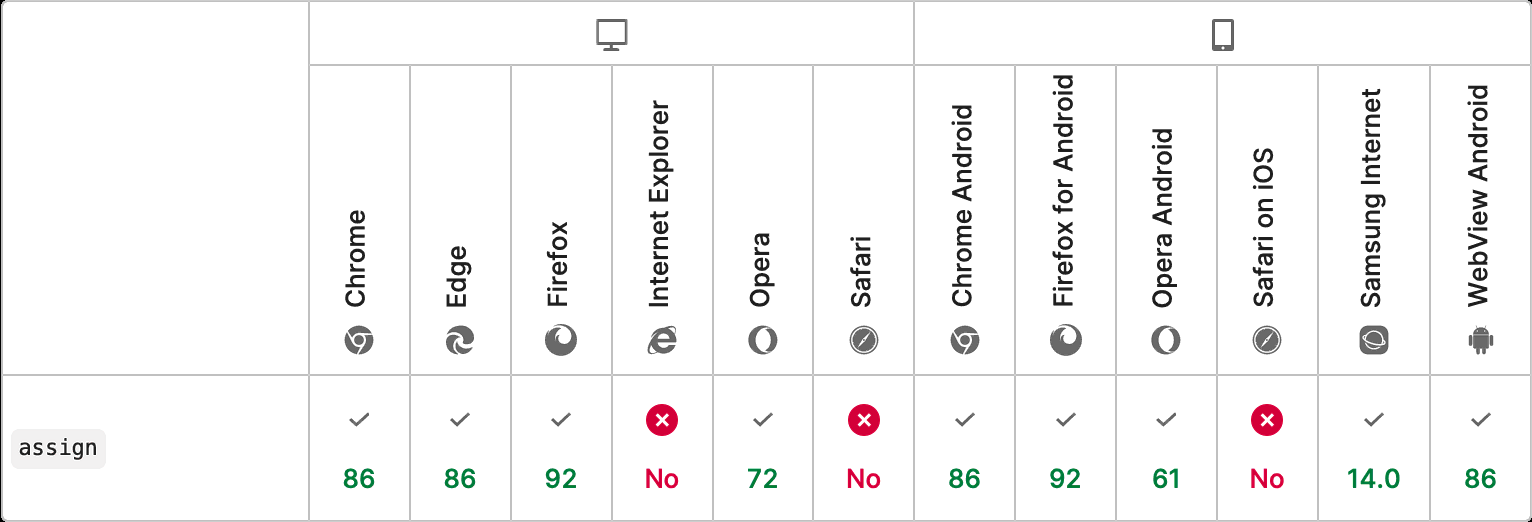 Chrome
Edge
Firefox
Internet Explorer
Opera
Safari
Chrome Android
Firefox for Android
Opera Android
Safari on iOS
Samsung Internet
WebView Android
assign
86
86
92
No
72
No
86
92
61
No
14.0
86